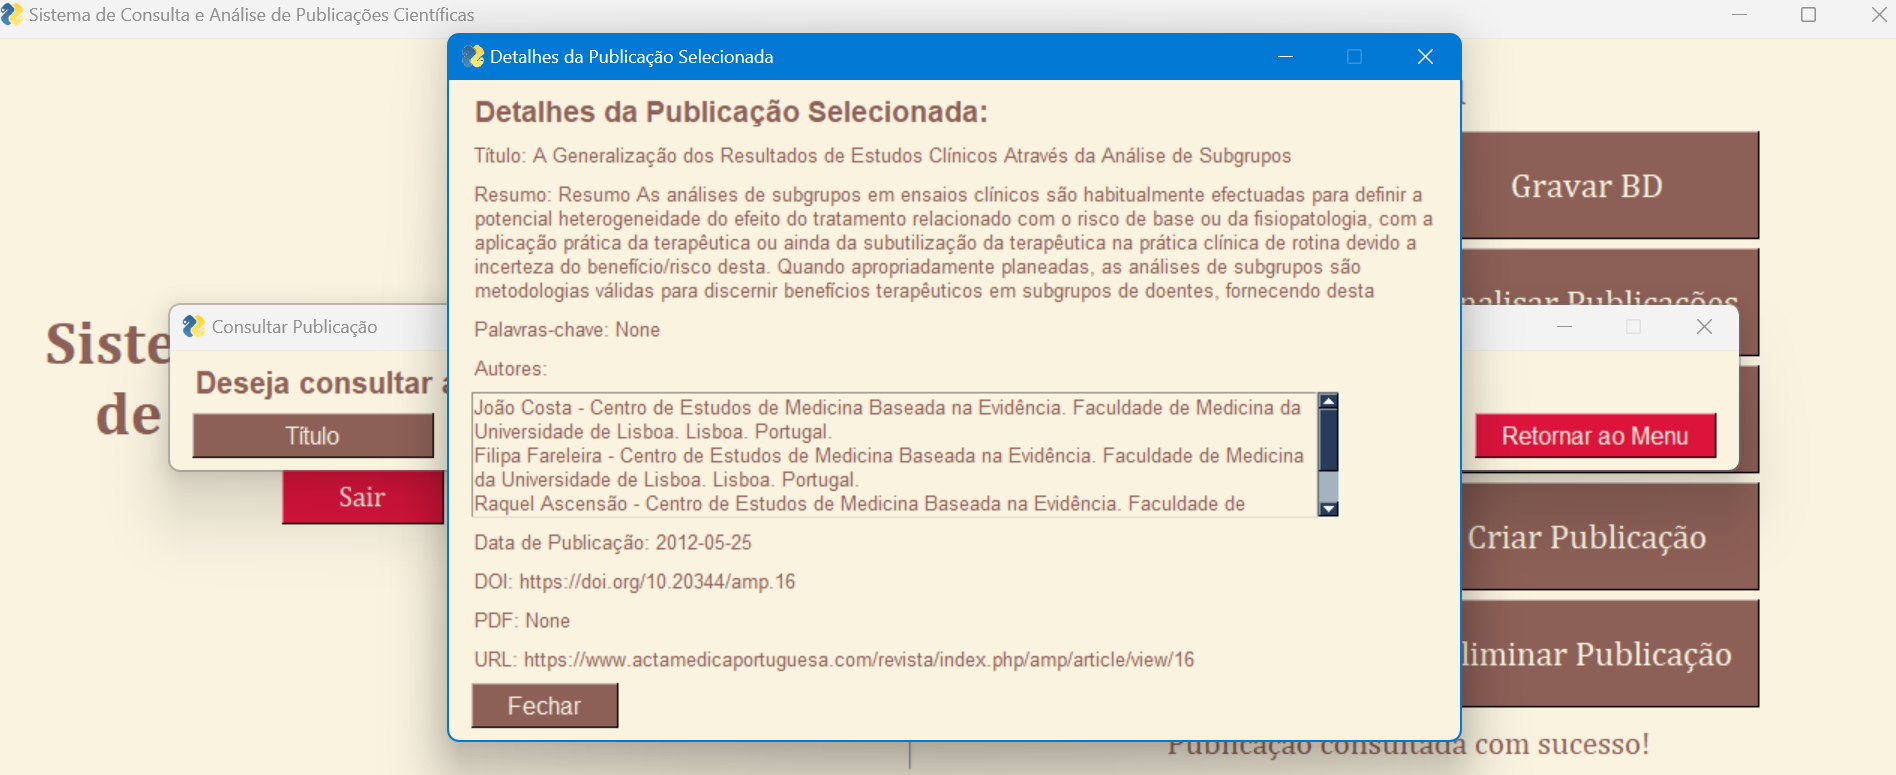 Sistema de Consulta e Análise de Publicações Científicas
Detalhes da Publicação Selecionada
Detalhes da Publicação Selecionada:
Título: A Generalização dos Resultados de Estudos Clínicos Através da Análise de Subgrupos
Resumo: Resumo As análises de subgrupos em ensaios clínicos são habitualmente efectuadas para definir a
potencial heterogeneidade do efeito do tratamento relacionado com o risco de base ou da fisiopatologia, com a
aplicação prática da terapêutica ou ainda da subutilização da terapêutica na prática clínica de rotina devido a
incerteza do benefício/risco desta. Quando apropriadamente planeadas, as análises de subgrupos são
metodologias válidas para discernir benefícios terapêuticos em subgrupos de doentes, fornecendo desta
Palavras-chave: None
Autores:
João Costa - Centro de Estudos de Medicina Baseada na Evidência. Faculdade de Medicina da
Universidade de Lisboa. Lisboa. Portugal.
Filipa Fareleira - Centro de Estudos de Medicina Baseada na Evidência. Faculdade de Medicina
da Universidade de Lisboa. Lisboa. Portugal.
Raquel Ascensão - Centro de Estudos de Medicina Baseada na Evidência. Faculdade de
Data de Publicação: 2012-05-25
DOI: https://doi.org/10.20344/amp.16
PDF: None
URL: https://www.actamedicaportuguesa.com/revista/index.php/amp/article/view/16
Fechar
Siste
de
Consultar Publicação
Deseja consultar
Título
Retornar ao Menu
Sair
Gravar BD
nalisar Publicações
Criar Publicação
liminar Publicação
Publicação consultada com sucesso!